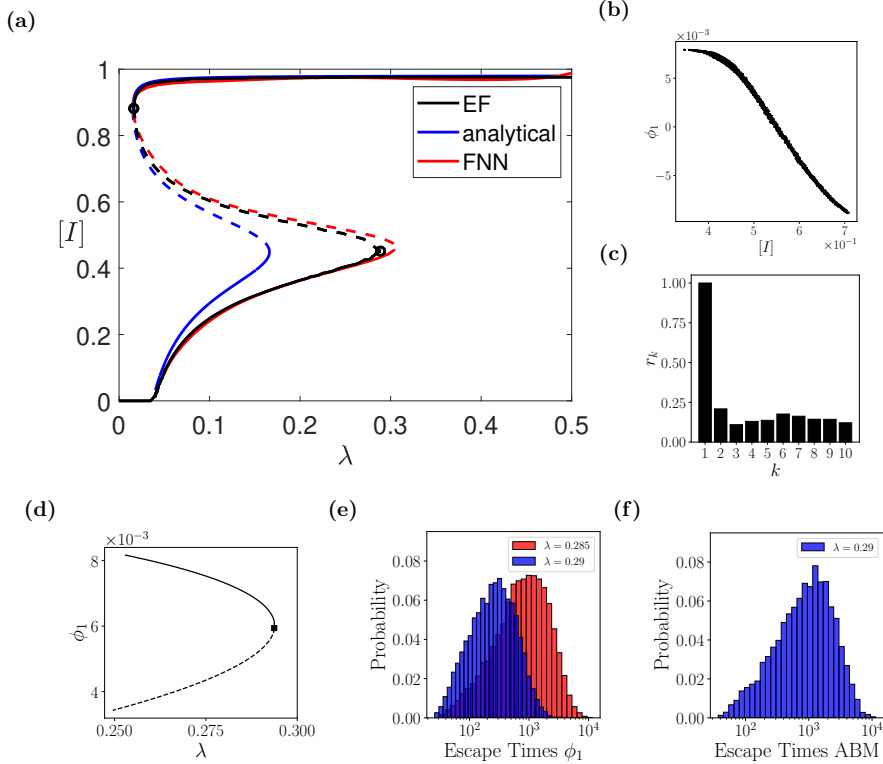 (a)
1
0.8
0.6
[I]
0.4
0.2
0
0
0.1
0.2
0.3
0.4
0.5
λ
EF
analytical
FNN
(b)
×10⁻³
5
0
−5
ϕ₁
4
5
6
7
×10⁻¹
[I]
(c)
1.00
0.75
0.50
0.25
0.00
r_k
1 2 3 4 5 6 7 8 9 10
k
(d)
×10⁻³
8
6
4
ϕ₁
0.250
0.275
0.300
λ
(e)
λ = 0.285
λ = 0.29
0.08
0.06
0.04
0.02
0.00
Probability
10²
10³
10⁴
Escape Times ϕ₁
(f)
λ = 0.29
0.08
0.06
0.04
0.02
0.00
Probability
10²
10³
10⁴
Escape Times ABM